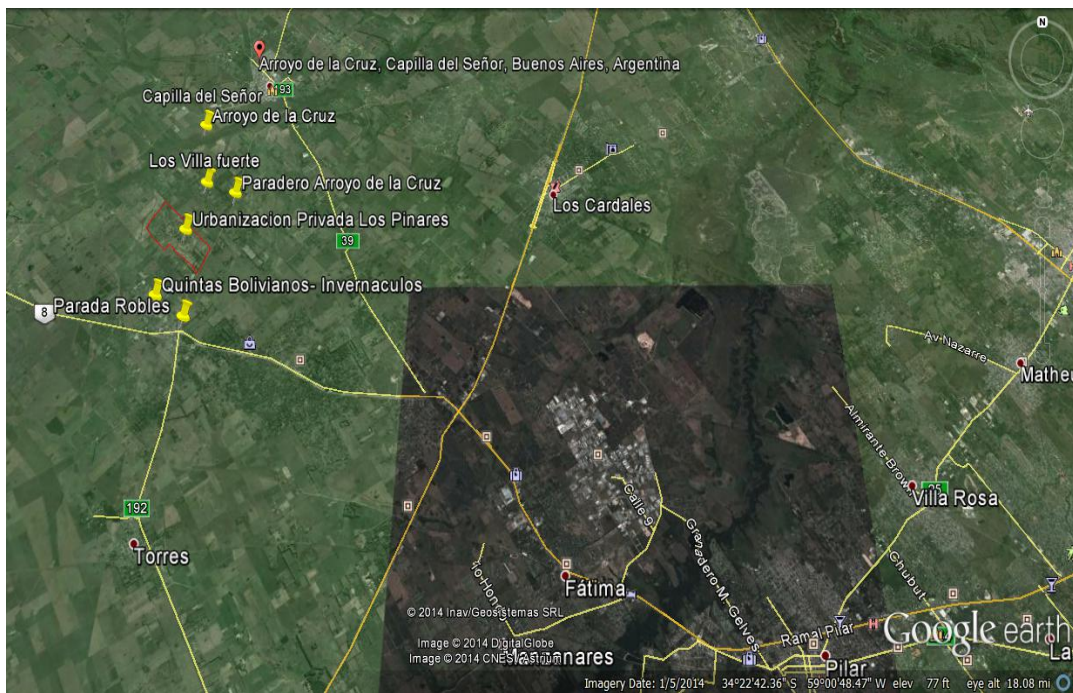 N
Arroyo de la Cruz, Capilla del Señor, Buenos Aires, Argentina
193
Capilla del Señor
Arroyo de la Cruz
Los Villa fuerte
Paradero Arroyo de la Cruz
Los Cardales
Urbanizacion Privada Los Pinares
39
Quintas Bolivianos- Invernaculos
Parada Robles
8
Av Nazarre
Matheu
Almirante Brown
Villa Rosa
25
Calle 9
192
Torres
Granadero M. Gelves
Chubut
Fátima
© 2014 Inav/Geosistemas SRL
Ramal Pilar
Google earth
Image © 2014 DigitalGlobe
Image © 2014 CNES / Astrium
Manzanares
Pilar
Imagery Date: 1/5/2014 34°22'42.36" S 59°00'48.47" W elev 77 ft eye alt 18.08 mi